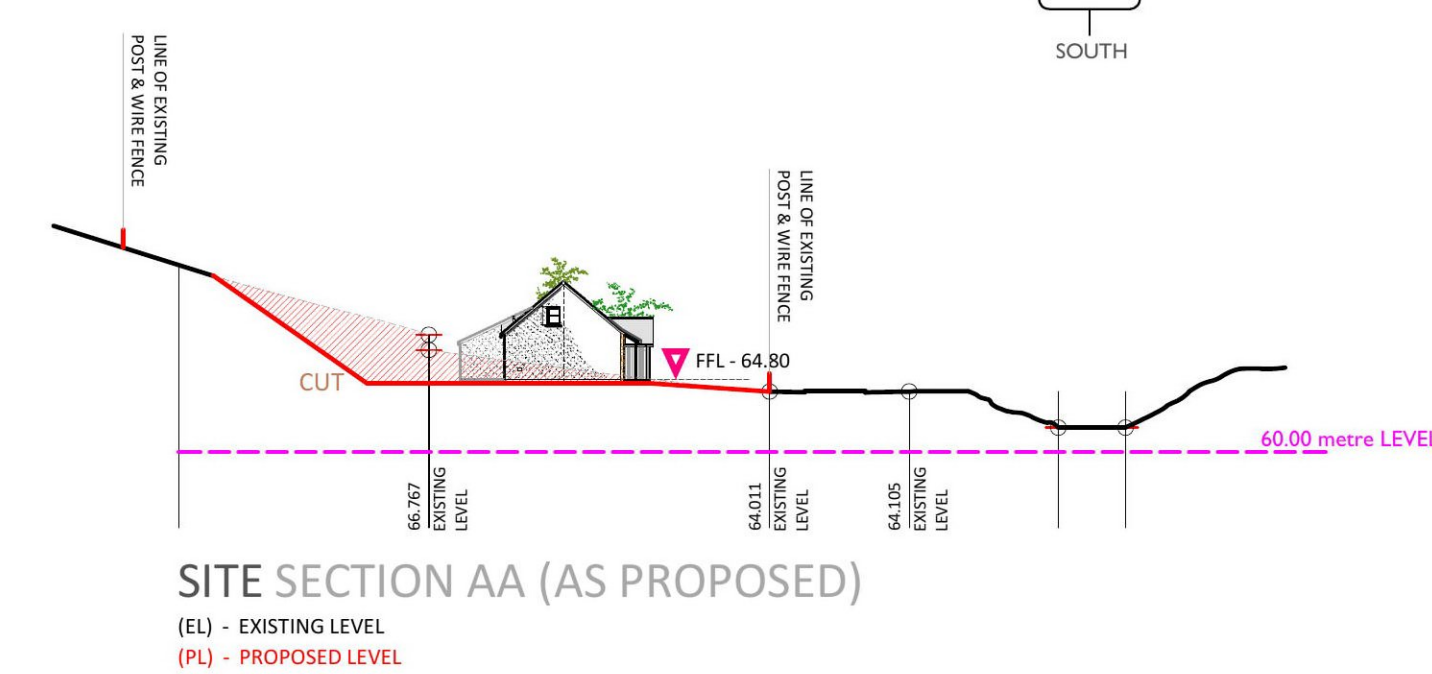 SOUTH
LINE OF EXISTING
POST & WIRE FENCE
LINE OF EXISTING
POST & WIRE FENCE
FFL - 64.80
CUT
60.00 metre LEVEL
66.767
EXISTING
LEVEL
64.011
EXISTING
LEVEL
64.105
EXISTING
LEVEL
SITE SECTION AA (AS PROPOSED)
(EL) - EXISTING LEVEL
(PL) - PROPOSED LEVEL